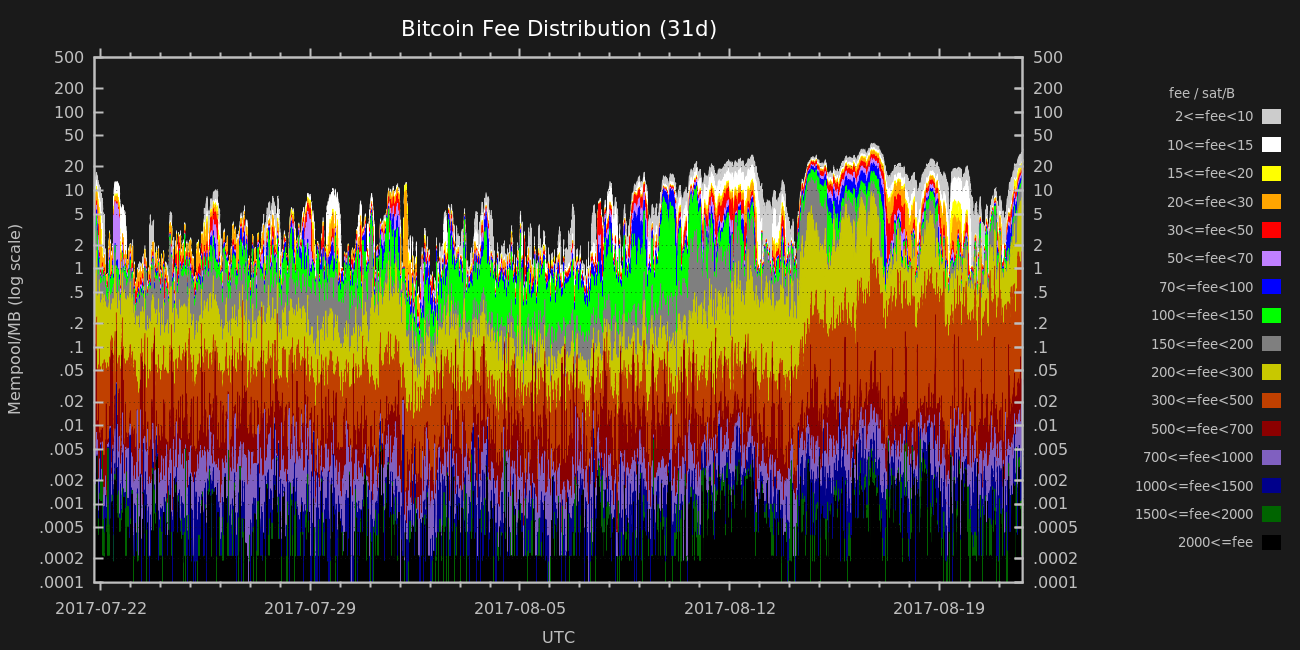 Bitcoin Fee Distribution (31d)
500
200
100
50
20
10
5
2
1
.5
.2
.1
.05
.02
.01
.005
.002
.001
.0005
.0002
.0001
Mempool/MB (log scale)
500
200
100
50
20
10
5
2
1
.5
.2
.1
.05
.02
.01
.005
.002
.001
.0005
.0002
.0001
2017-07-22
2017-07-29
2017-08-05
2017-08-12
2017-08-19
UTC
fee / sat/B
2<=fee<10
10<=fee<15
15<=fee<20
20<=fee<30
30<=fee<50
50<=fee<70
70<=fee<100
100<=fee<150
150<=fee<200
200<=fee<300
300<=fee<500
500<=fee<700
700<=fee<1000
1000<=fee<1500
1500<=fee<2000
2000<=fee